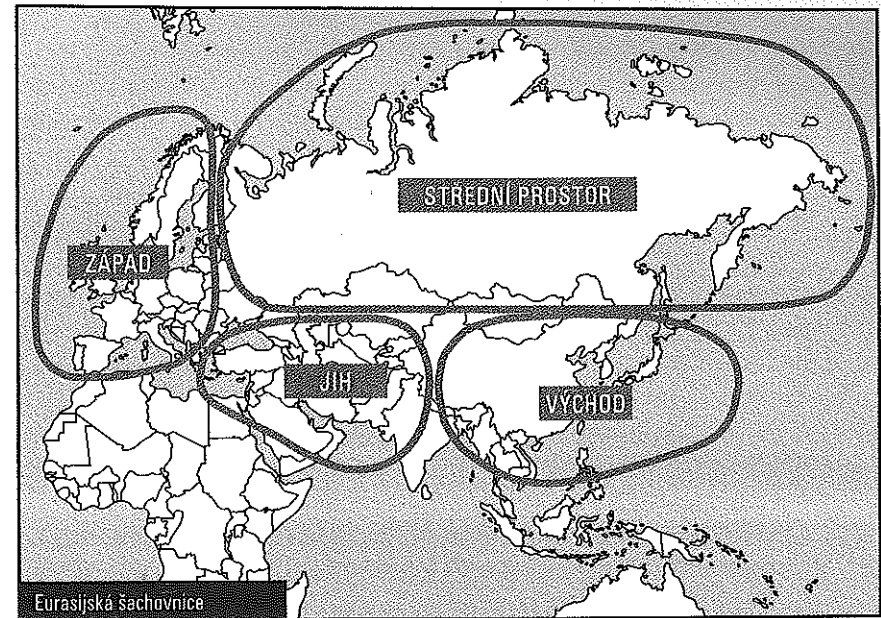 STŘEDNÍ PROSTOR
ZÁPAD
JIH
VÝCHOD
Eurasijská šachovnice